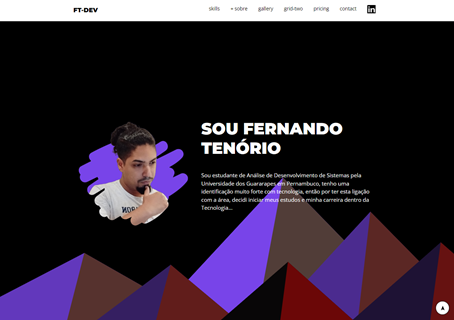 FT-DEV
skills
+ sobre
gallery
grid-two
pricing
contact
in
SOU FERNANDO
TENÓRIO
Sou estudante de Análise de Desenvolvimento de Sistemas pela
Universidade dos Guararapes em Pernambuco, tenho uma
identificação muito forte com tecnologia, então por ter esta ligação
com a área, decidi iniciar meus estudos e minha carreira dentro da
Tecnologia...